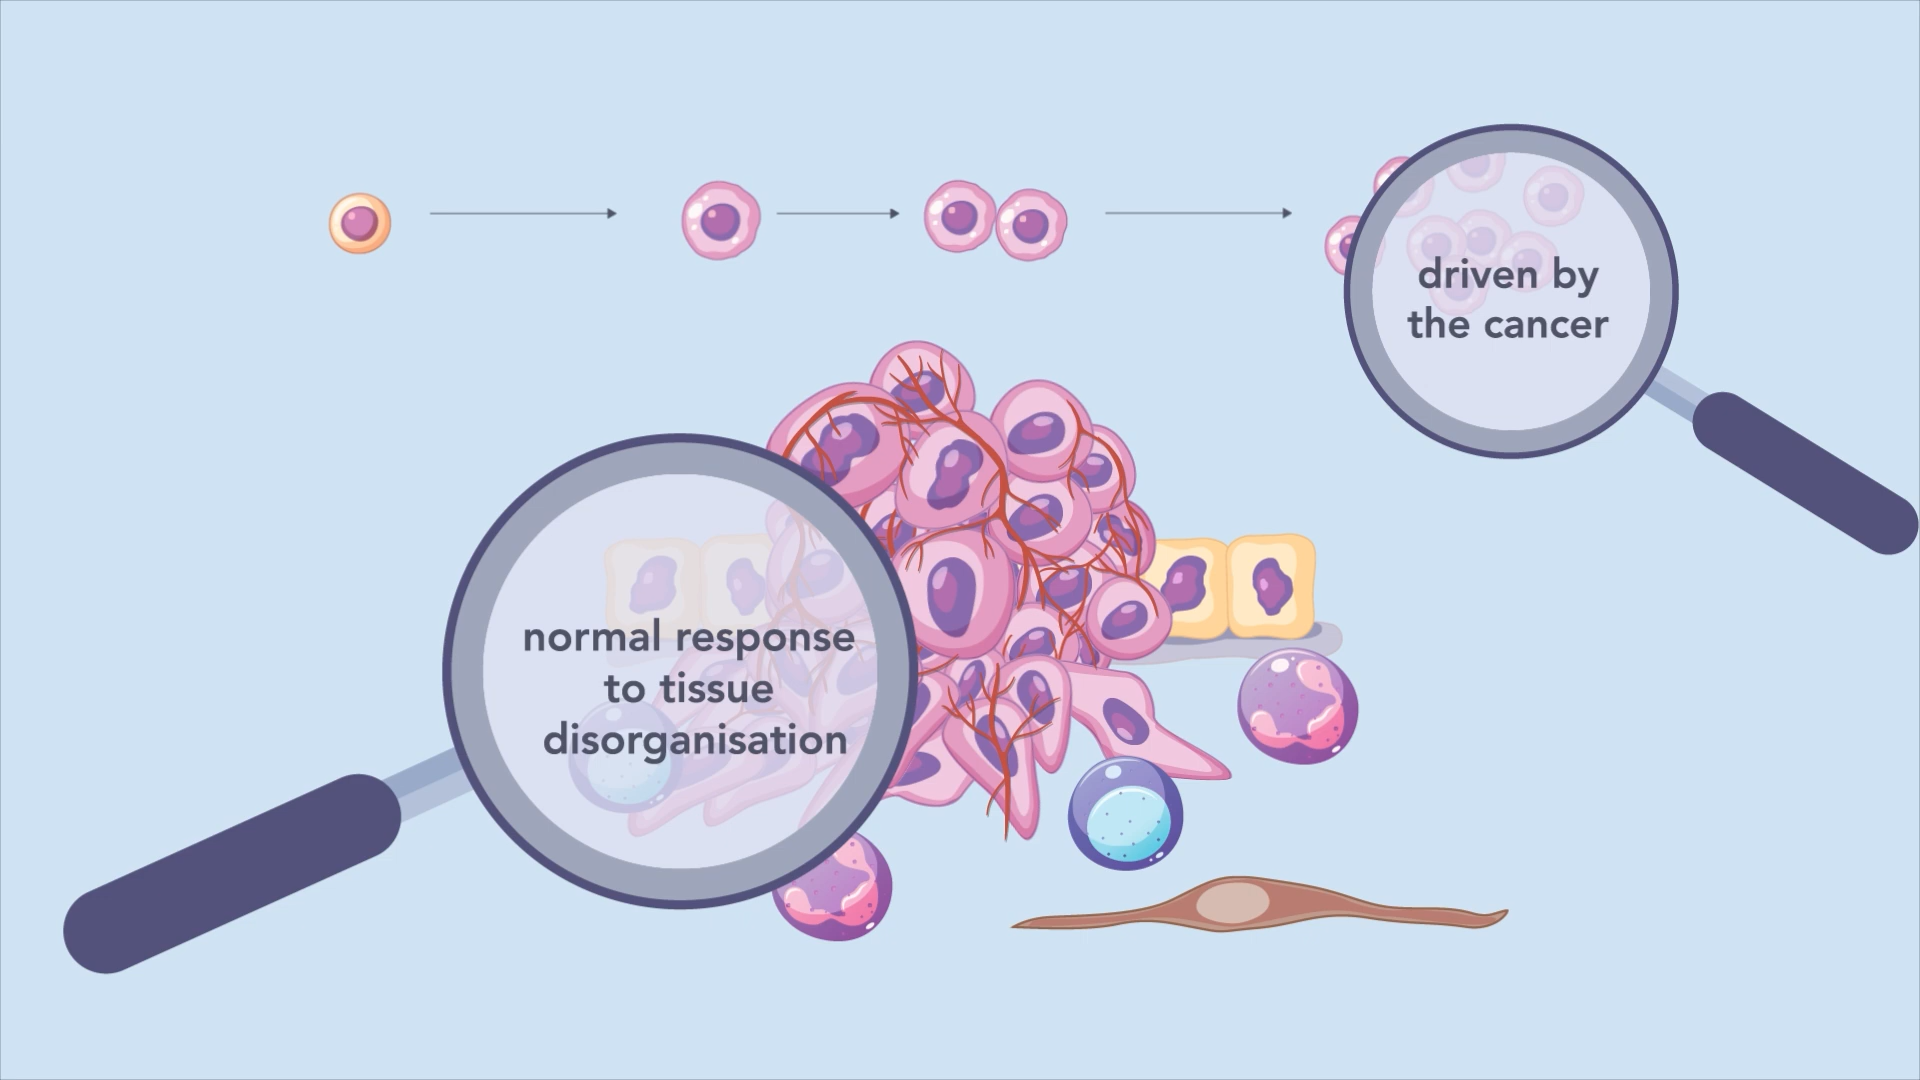 driven by
the cancer
normal response
to tissue
disorganisation